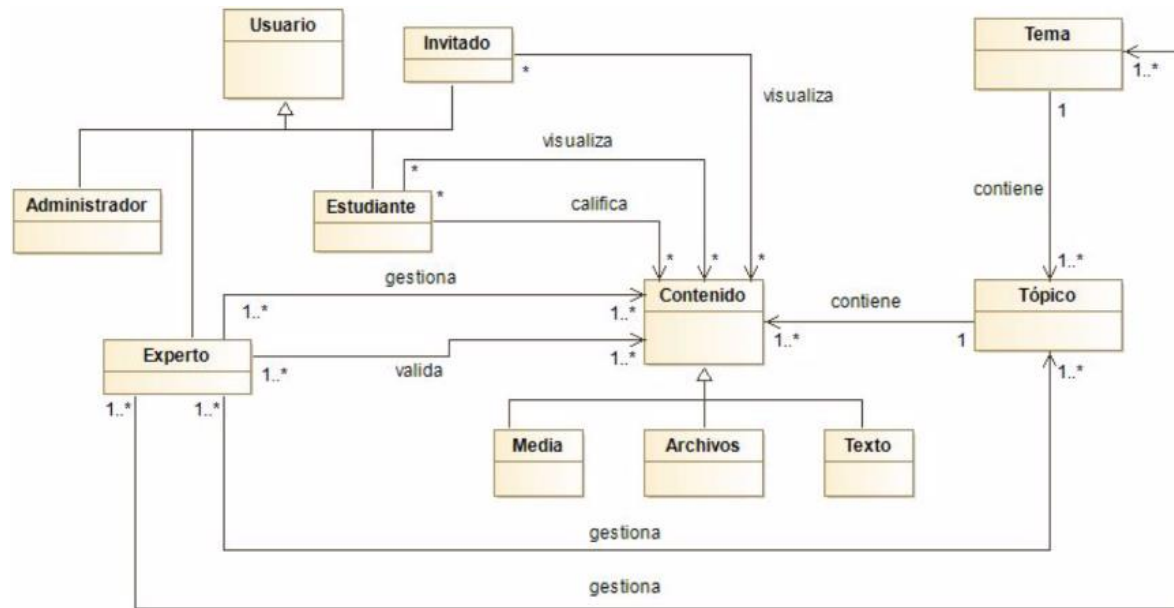 Usuario
Invitado
Tema
*
1..*
visualiza
1
visualiza
*
*
contiene
Administrador
Estudiante
califica
*
*
*
1..*
gestiona
Contenido
contiene
Tópico
1..*
1..*
1..*
1
Experto
1..*
valida
1..*
1..*
1..*
1..*
Media
Archivos
Texto
gestiona
gestiona